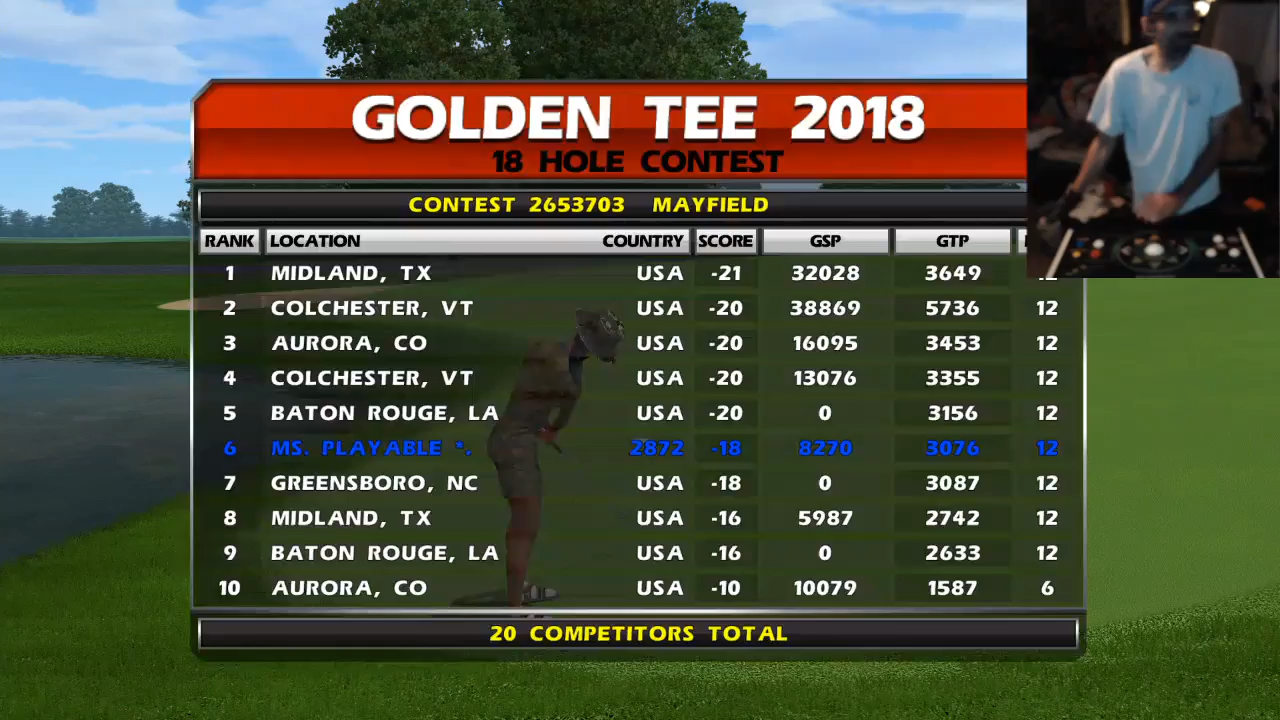 GOLDEN TEE 2018
18 HOLE CONTEST
CONTEST 2653703 MAYFIELD
RANK LOCATION COUNTRY SCORE GSP GTP
1 MIDLAND, TX USA -21 32028 3649
2 COLCHESTER, VT USA -20 38869 5736 12
3 AURORA, CO USA -20 16095 3453 12
4 COLCHESTER, VT USA -20 13076 3355 12
5 BATON ROUGE, LA USA -20 0 3156 12
6 MS. PLAYABLE *. 2872 -18 8270 3076 12
7 GREENSBORO, NC USA -18 0 3087 12
8 MIDLAND, TX USA -16 5987 2742 12
9 BATON ROUGE, LA USA -16 0 2633 12
10 AURORA, CO USA -10 10079 1587 6
20 COMPETITORS TOTAL